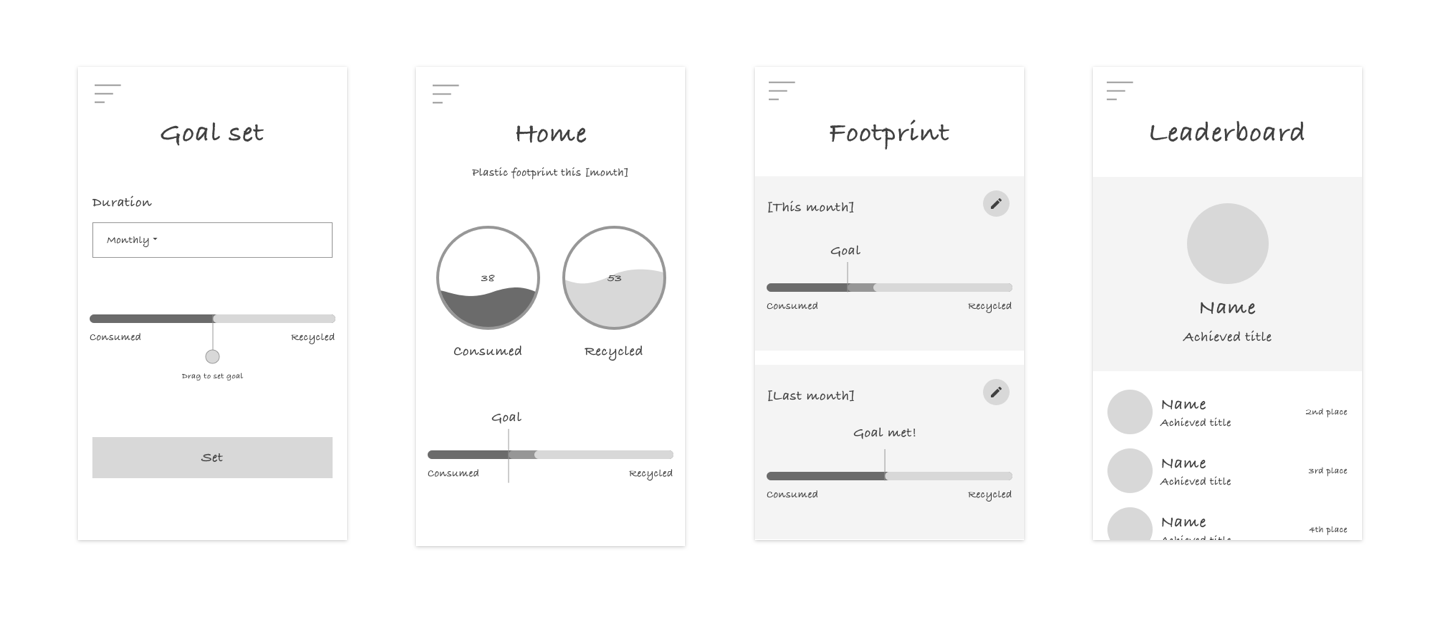 Goal set
Duration
Monthly
Consumed Recycled
Drag to set goal
Set
Home
Plastic footprint this [month]
38 53
Consumed Recycled
Goal
Consumed Recycled
Footprint
[This month]
Goal
Consumed Recycled
[Last month]
Goal met!
Consumed Recycled
Leaderboard
Name
Achieved title
Name
Achieved title
2nd place
Name
Achieved title
3rd place
Name
Achieved title
4th place